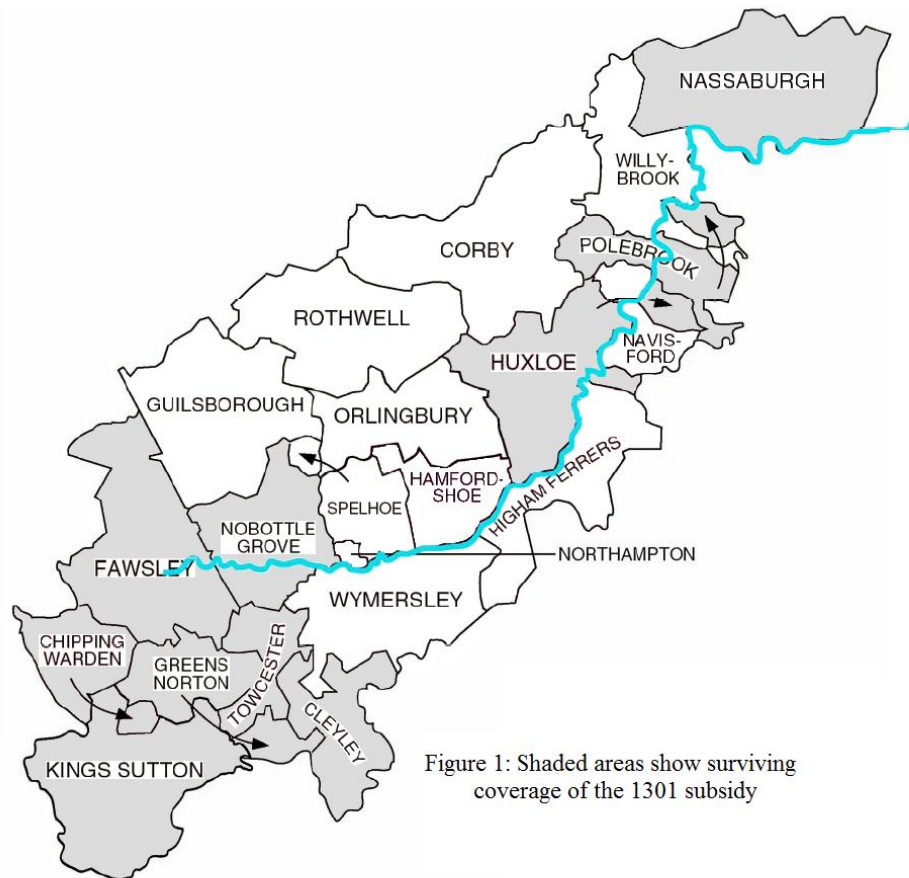 NASSABURGH
WILLY-
BROOK
POLEBROOK
CORBY
ROTHWELL
HUXLOE
NAVIS-
FORD
GUILSBOROUGH
ORLINGBURY
HAMFORD-
SHOE
SPELHOE
HIGHAM FERRERS
NOBOTTLE
GROVE
NORTHAMPTON
FAWSLEY
WYMERSLEY
CHIPPING
WARDEN
GREENS
NORTON
TOWCESTER
CLEYLEY
KINGS SUTTON
Figure 1: Shaded areas show surviving
coverage of the 1301 subsidy